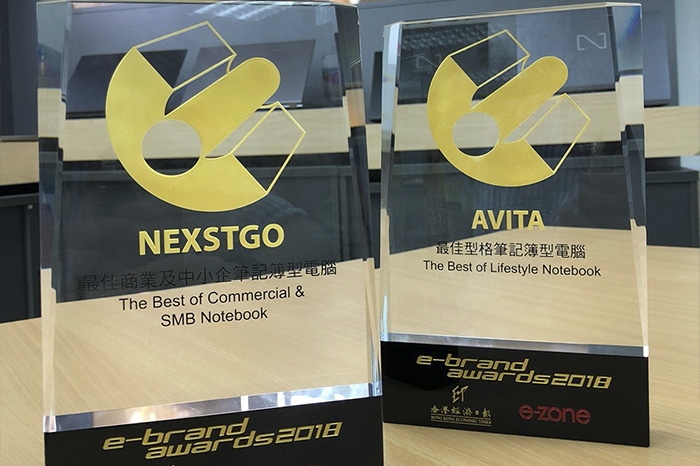 NEXSTGO
最佳商業及中小企筆記簿型電腦
The Best of Commercial &
SMB Notebook
e-brand
awards2018
AVITA
最佳型格筆記簿型電腦
The Best of Lifestyle Notebook
e-brand
awards2018
香港經濟日報
HONG KONG ECONOMIC TIMES
e-zone